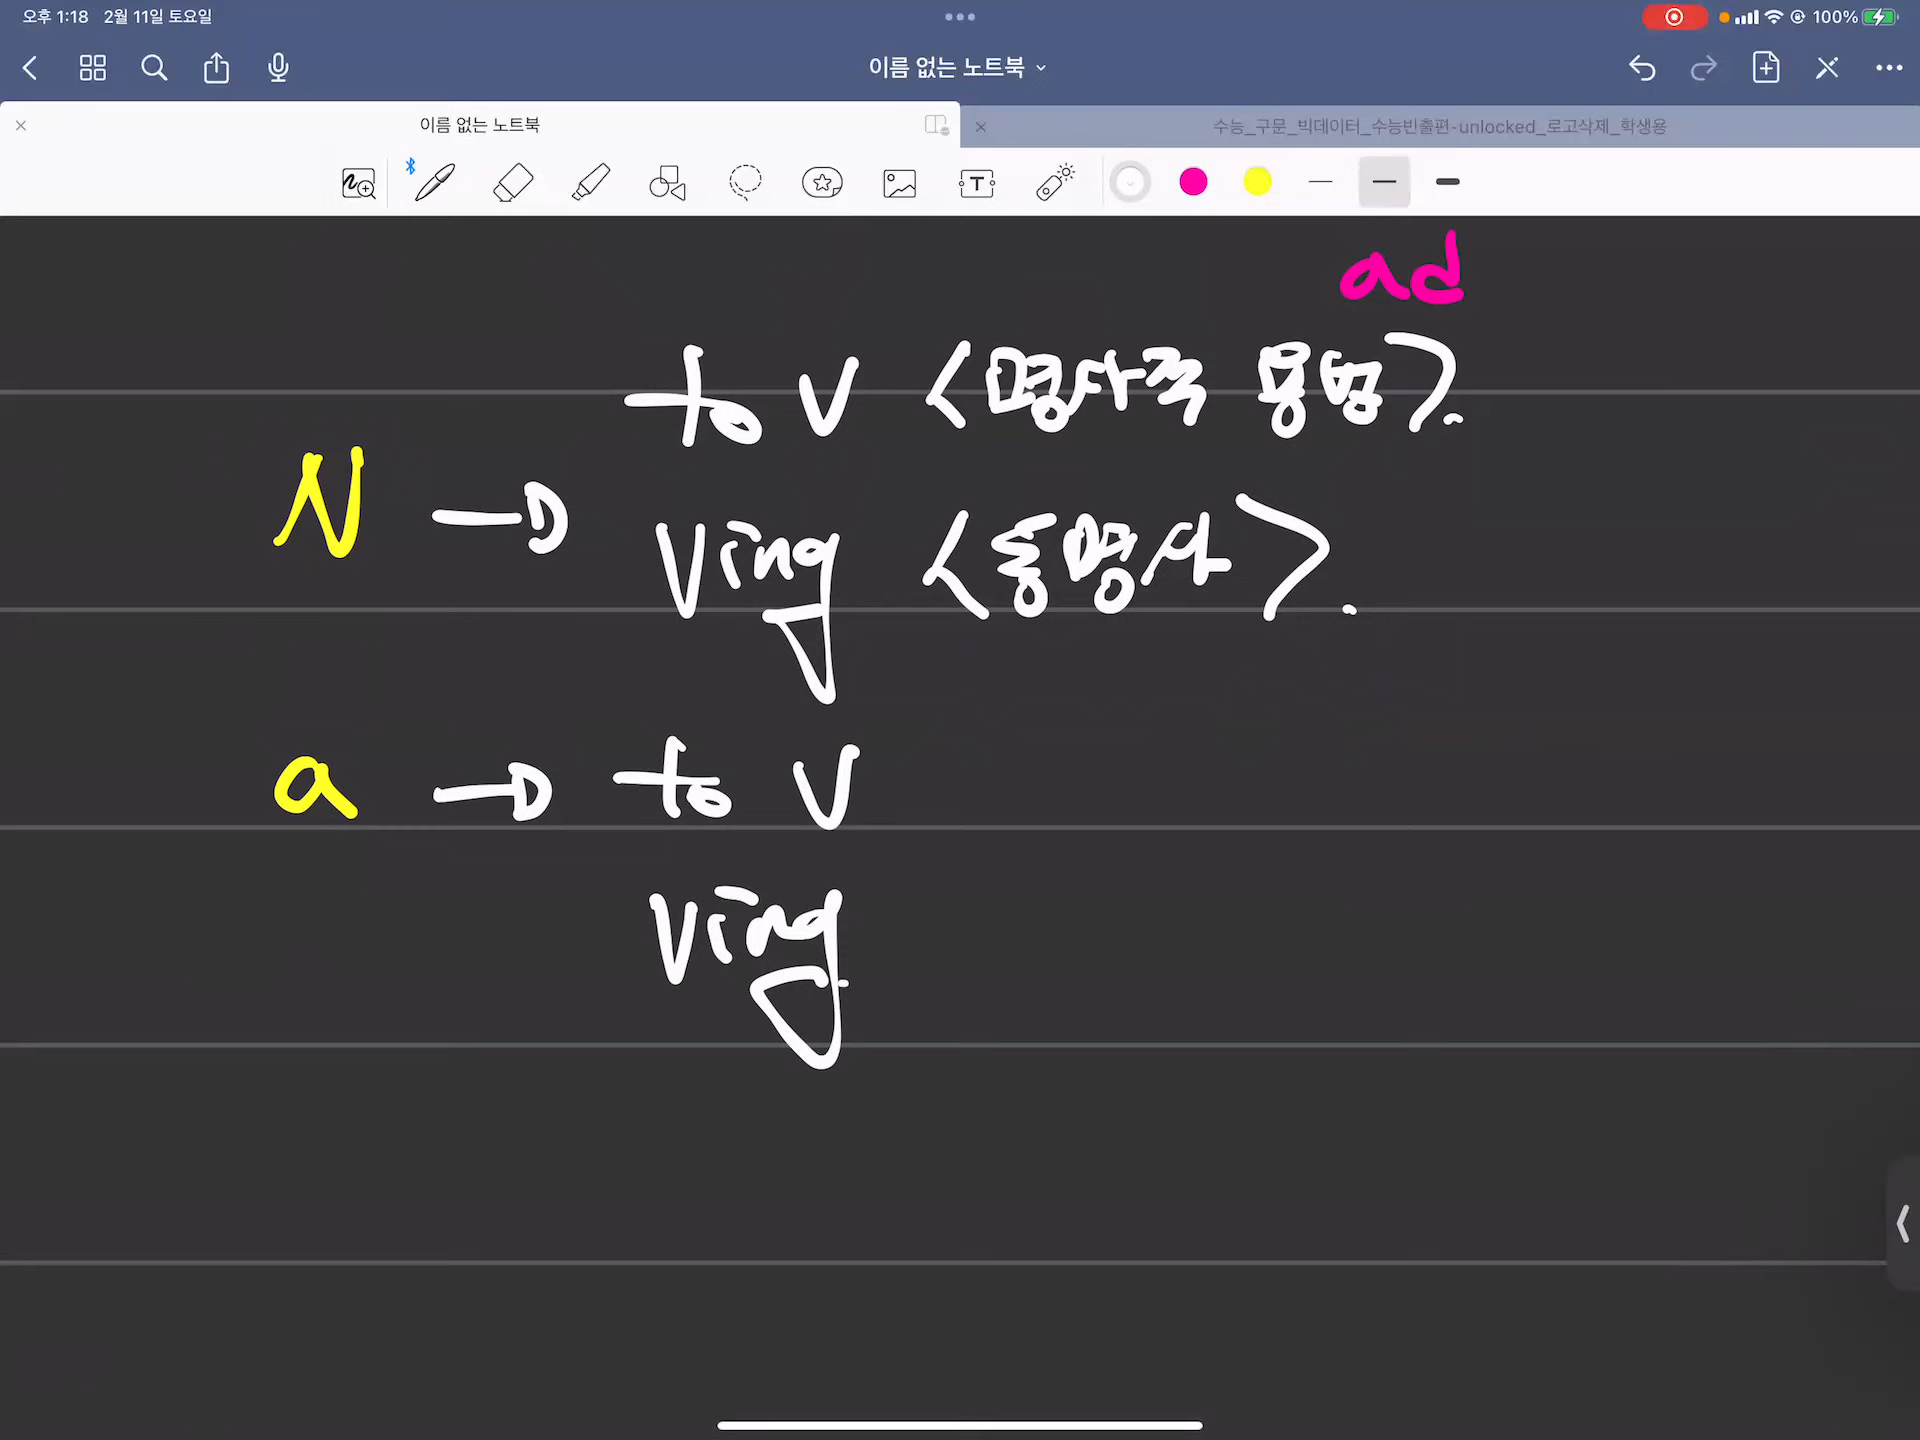 오후 1:18 2월 11일 토요일
100%
이름 없는 노트북
이름 없는 노트북
수능_구문_빅데이터_수능빈출편-unlocked_로고삭제_학생용
T
ad
to V <명사적 용법>.
N →
Ving <동명사>.
a → to V
Ving